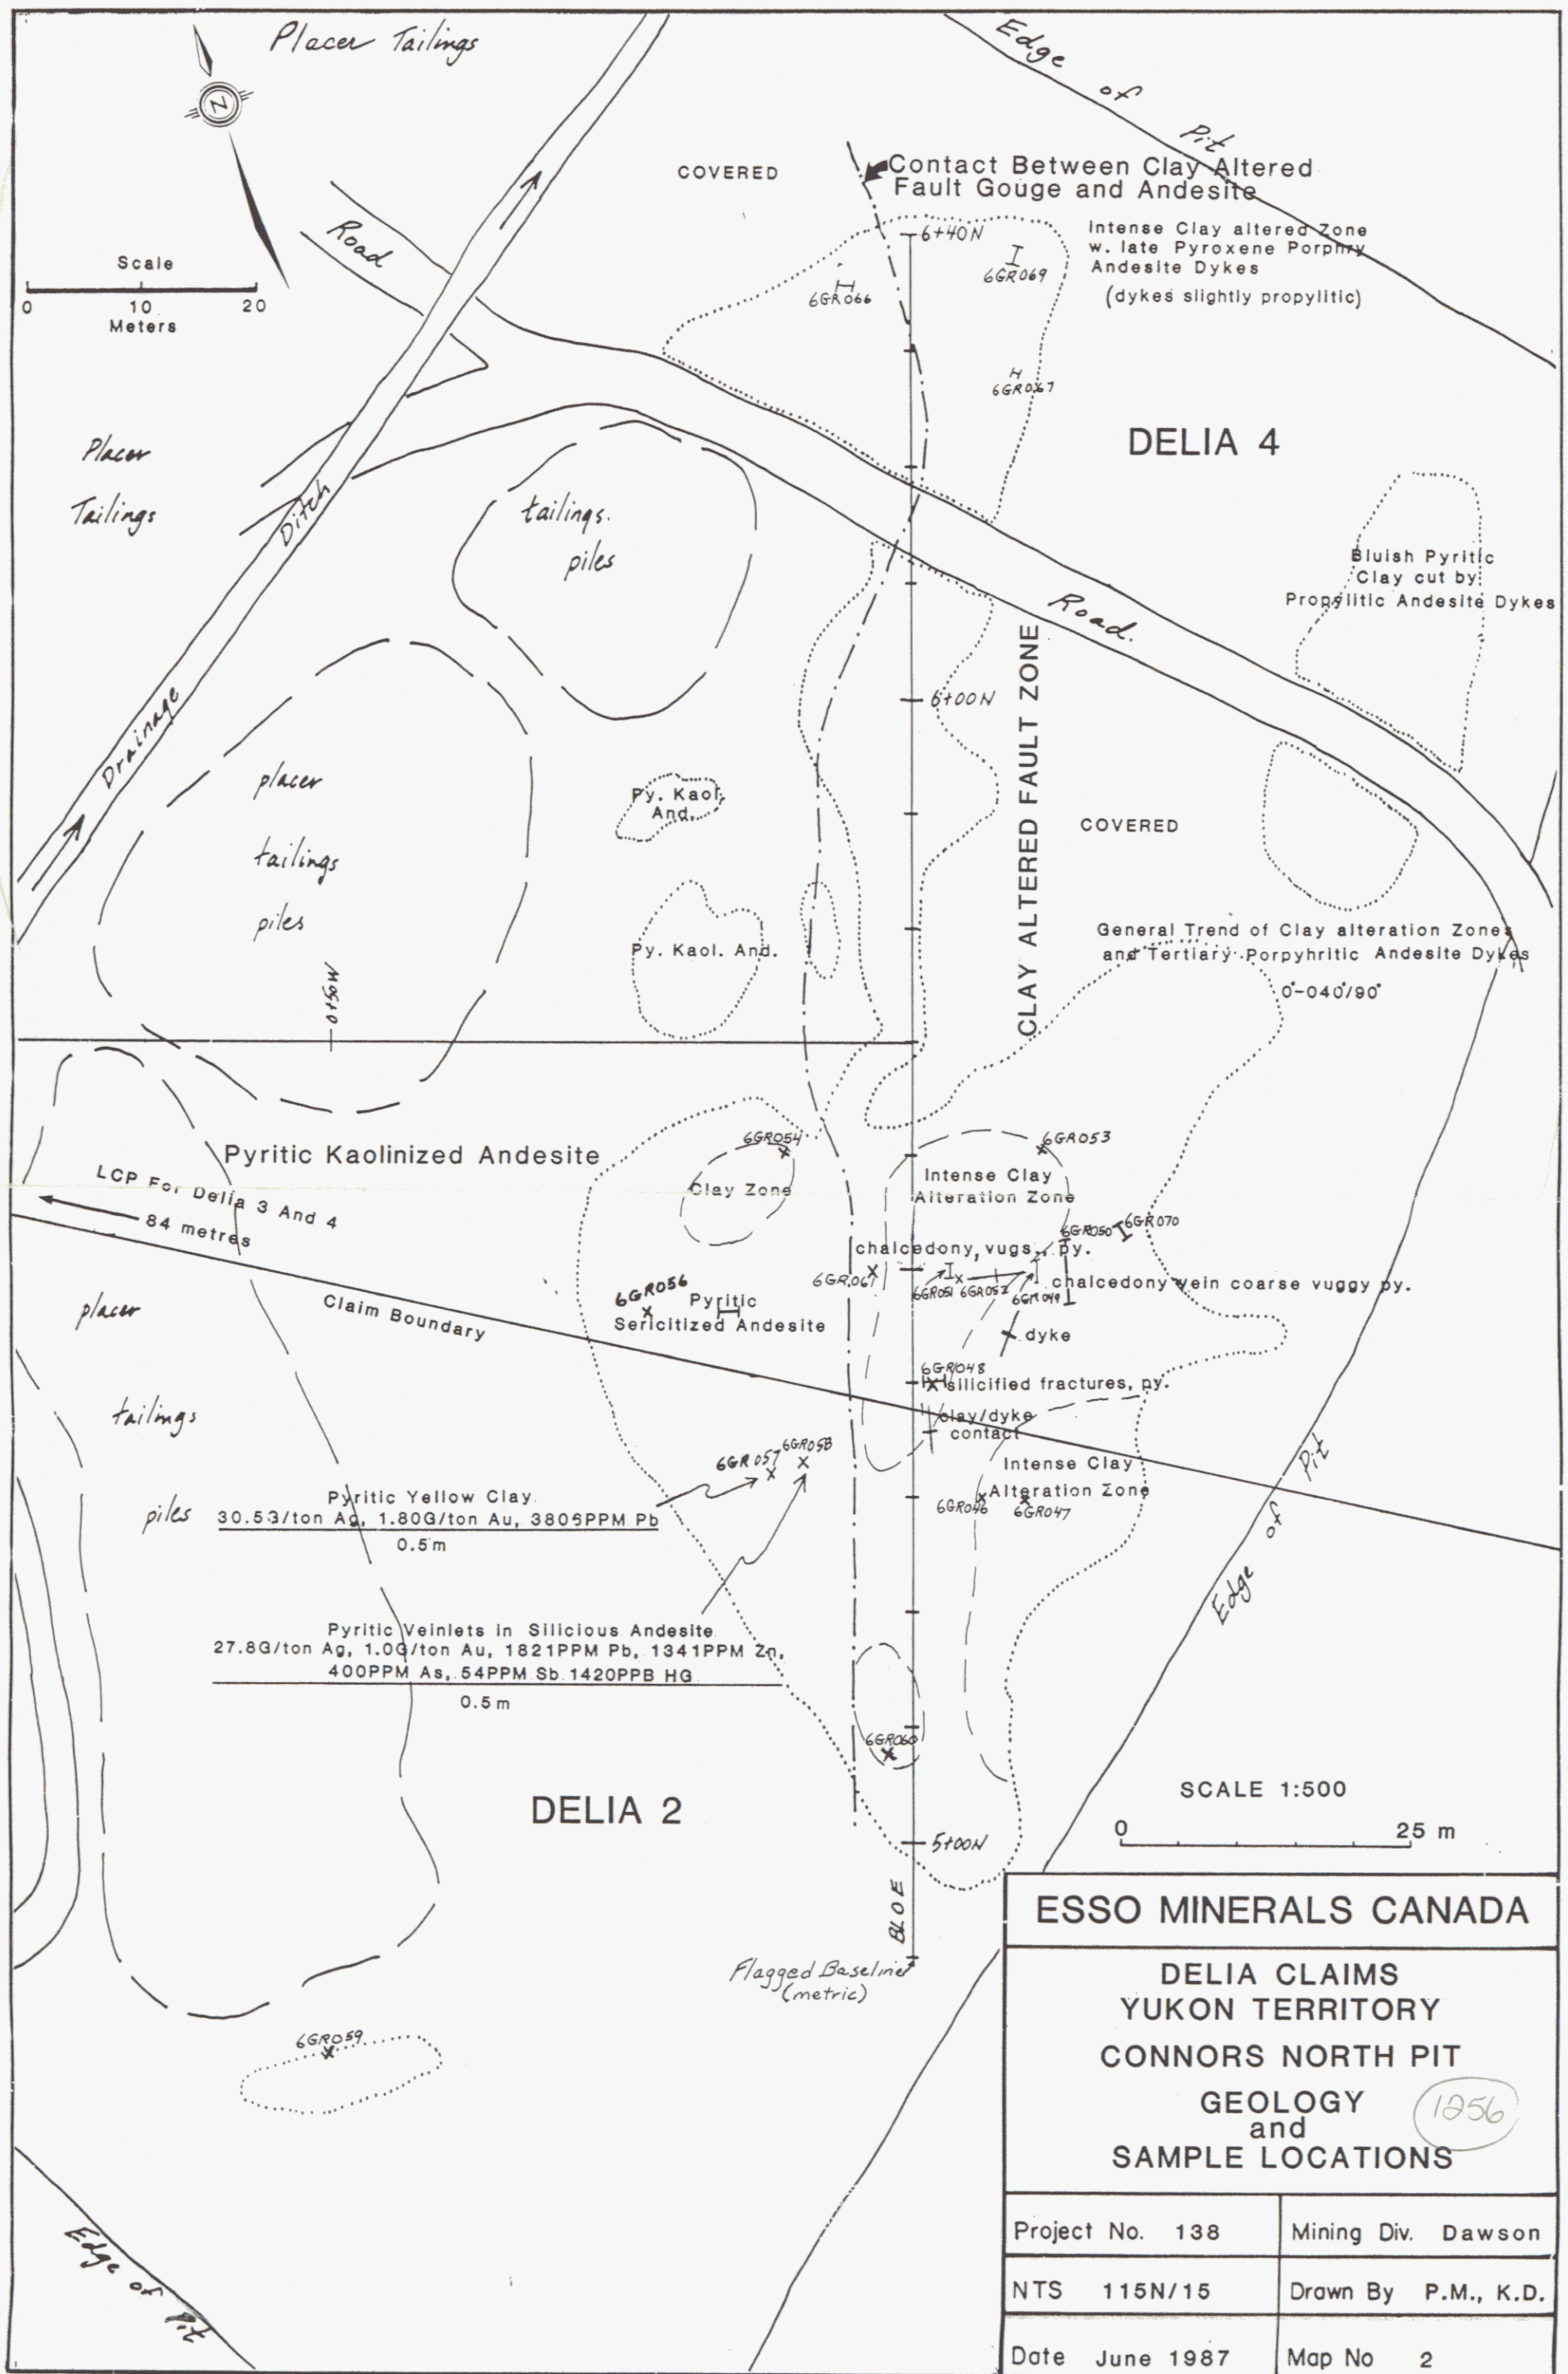 Placer Tailings
Edge of Pit
N
COVERED
Contact Between Clay Altered
Fault Gouge and Andesite
Road
Scale
0 10 20
Meters
6+40N
6GR069
6GR066
Intense Clay altered Zone
w. late Pyroxene Porphry
Andesite Dykes
(dykes slightly propylitic)
6GR067
DELIA 4
Placer
Tailings
Ditch
tailings.
piles
Bluish Pyritic
Clay cut by
Propylitic Andesite Dykes
Road.
6+00N
CLAY ALTERED FAULT ZONE
Drainage
placer
tailings
piles
Py. Kaol.
And.
COVERED
Py. Kaol. And.
General Trend of Clay alteration Zones
and Tertiary Porpyhritic Andesite Dykes
0°-040°/90°
0+50W
6GR054
6GR053
Pyritic Kaolinized Andesite
Clay Zone
Intense Clay
Alteration Zone
LCP For Delia 3 And 4
84 metres
6GR050
6GR070
chalcedony, vugs., py.
6GR061
6GR051 6GR052 6GR049
chalcedony vein coarse vuggy py.
6GR056
Pyritic
Sericitized Andesite
placer
Claim Boundary
dyke
6GR048
silicified fractures, py.
clay/dyke
contact
tailings
6GR057 6GR058
Intense Clay
Alteration Zone
6GR046 6GR047
piles
Pyritic Yellow Clay.
30.5G/ton Ag, 1.80G/ton Au, 3805PPM Pb
0.5m
Edge of Pit
Pyritic Veinlets in Silicious Andesite
27.8G/ton Ag, 1.0G/ton Au, 1821PPM Pb, 1341PPM Zn,
400PPM As, 54PPM Sb. 1420PPB HG
0.5m
6GR060
DELIA 2
SCALE 1:500
0 25 m
5+00N
BL 0 E
Flagged Baseline
(metric)
6GR059
Edge of Pit
ESSO MINERALS CANADA
DELIA CLAIMS
YUKON TERRITORY
CONNORS NORTH PIT
GEOLOGY
and
SAMPLE LOCATIONS
1256
Project No. 138
Mining Div. Dawson
NTS 115N/15
Drawn By P.M., K.D.
Date June 1987
Map No 2